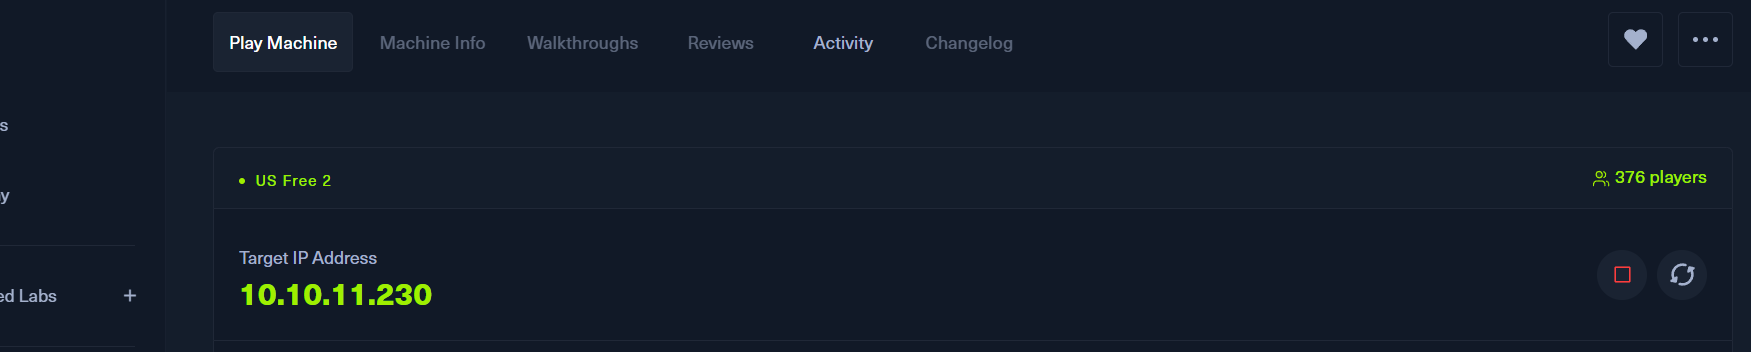 Play Machine Machine Info Walkthroughs Reviews Activity Changelog
s
y
US Free 2 376 players
Target IP Address
10.10.11.230
ed Labs +